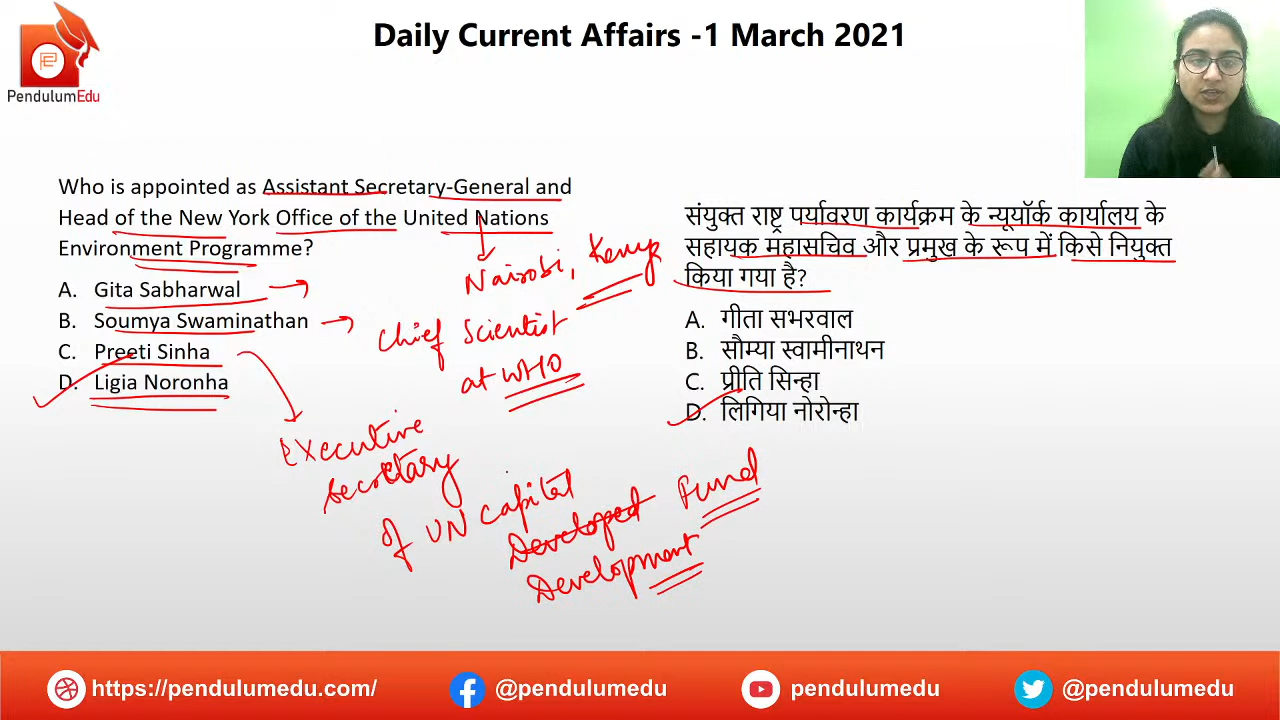 Daily Current Affairs -1 March 2021
PendulumEdu
Who is appointed as Assistant Secretary-General and
Head of the New York Office of the United Nations
Environment Programme?
A. Gita Sabharwal
B. Soumya Swaminathan
C. Preeti Sinha
D. Ligia Noronha
Nairobi, Kenya
Chief Scientist
at WHO
Executive
secretary
of UN Capital
Developed Fund
Development
संयुक्त राष्ट्र पर्यावरण कार्यक्रम के न्यूयॉर्क कार्यालय के
सहायक महासचिव और प्रमुख के रूप में किसे नियुक्त
किया गया है?
A. गीता सभरवाल
B. सौम्या स्वामीनाथन
C. प्रीति सिन्हा
D. लिगिया नोरोन्हा
https://pendulumedu.com/
@pendulumedu
pendulumedu
@pendulumedu